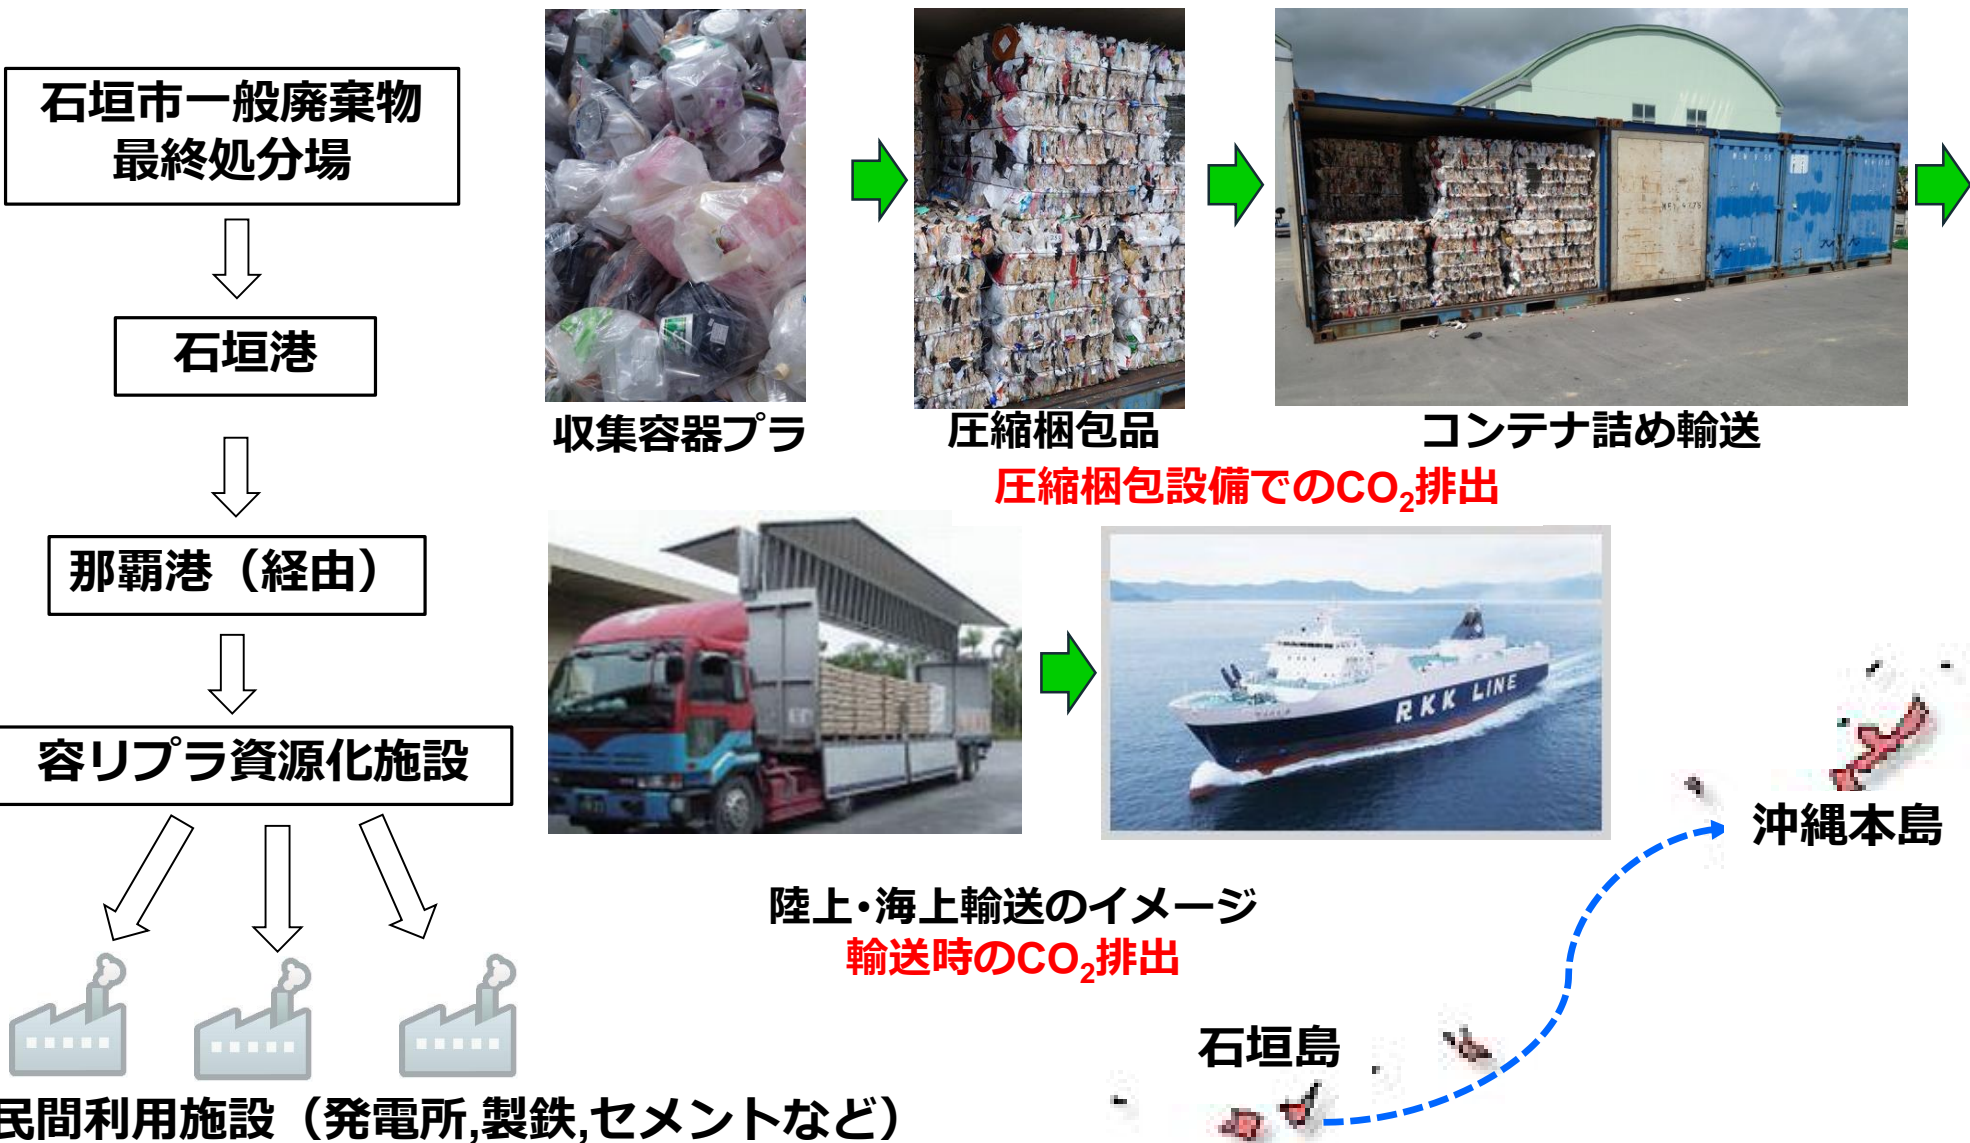 石垣市一般廃棄物
最終処分場
石垣港
那覇港（経由）
容リプラ資源化施設
民間利用施設（発電所,製鉄,セメントなど）
収集容器プラ
圧縮梱包品
コンテナ詰め輸送
圧縮梱包設備でのCO₂排出
RKK LINE
陸上・海上輸送のイメージ
輸送時のCO₂排出
沖縄本島
石垣島